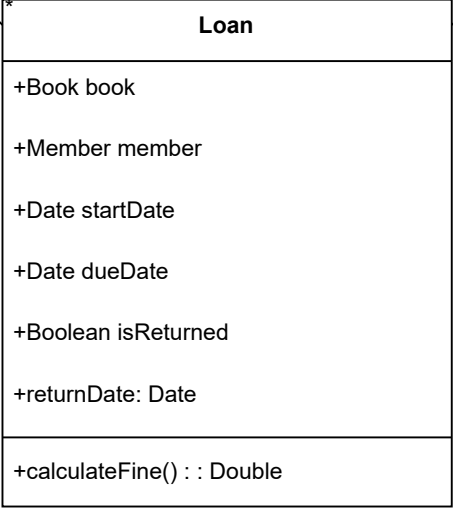 *
Loan
+Book book
+Member member
+Date startDate
+Date dueDate
+Boolean isReturned
+returnDate: Date
+calculateFine() : : Double